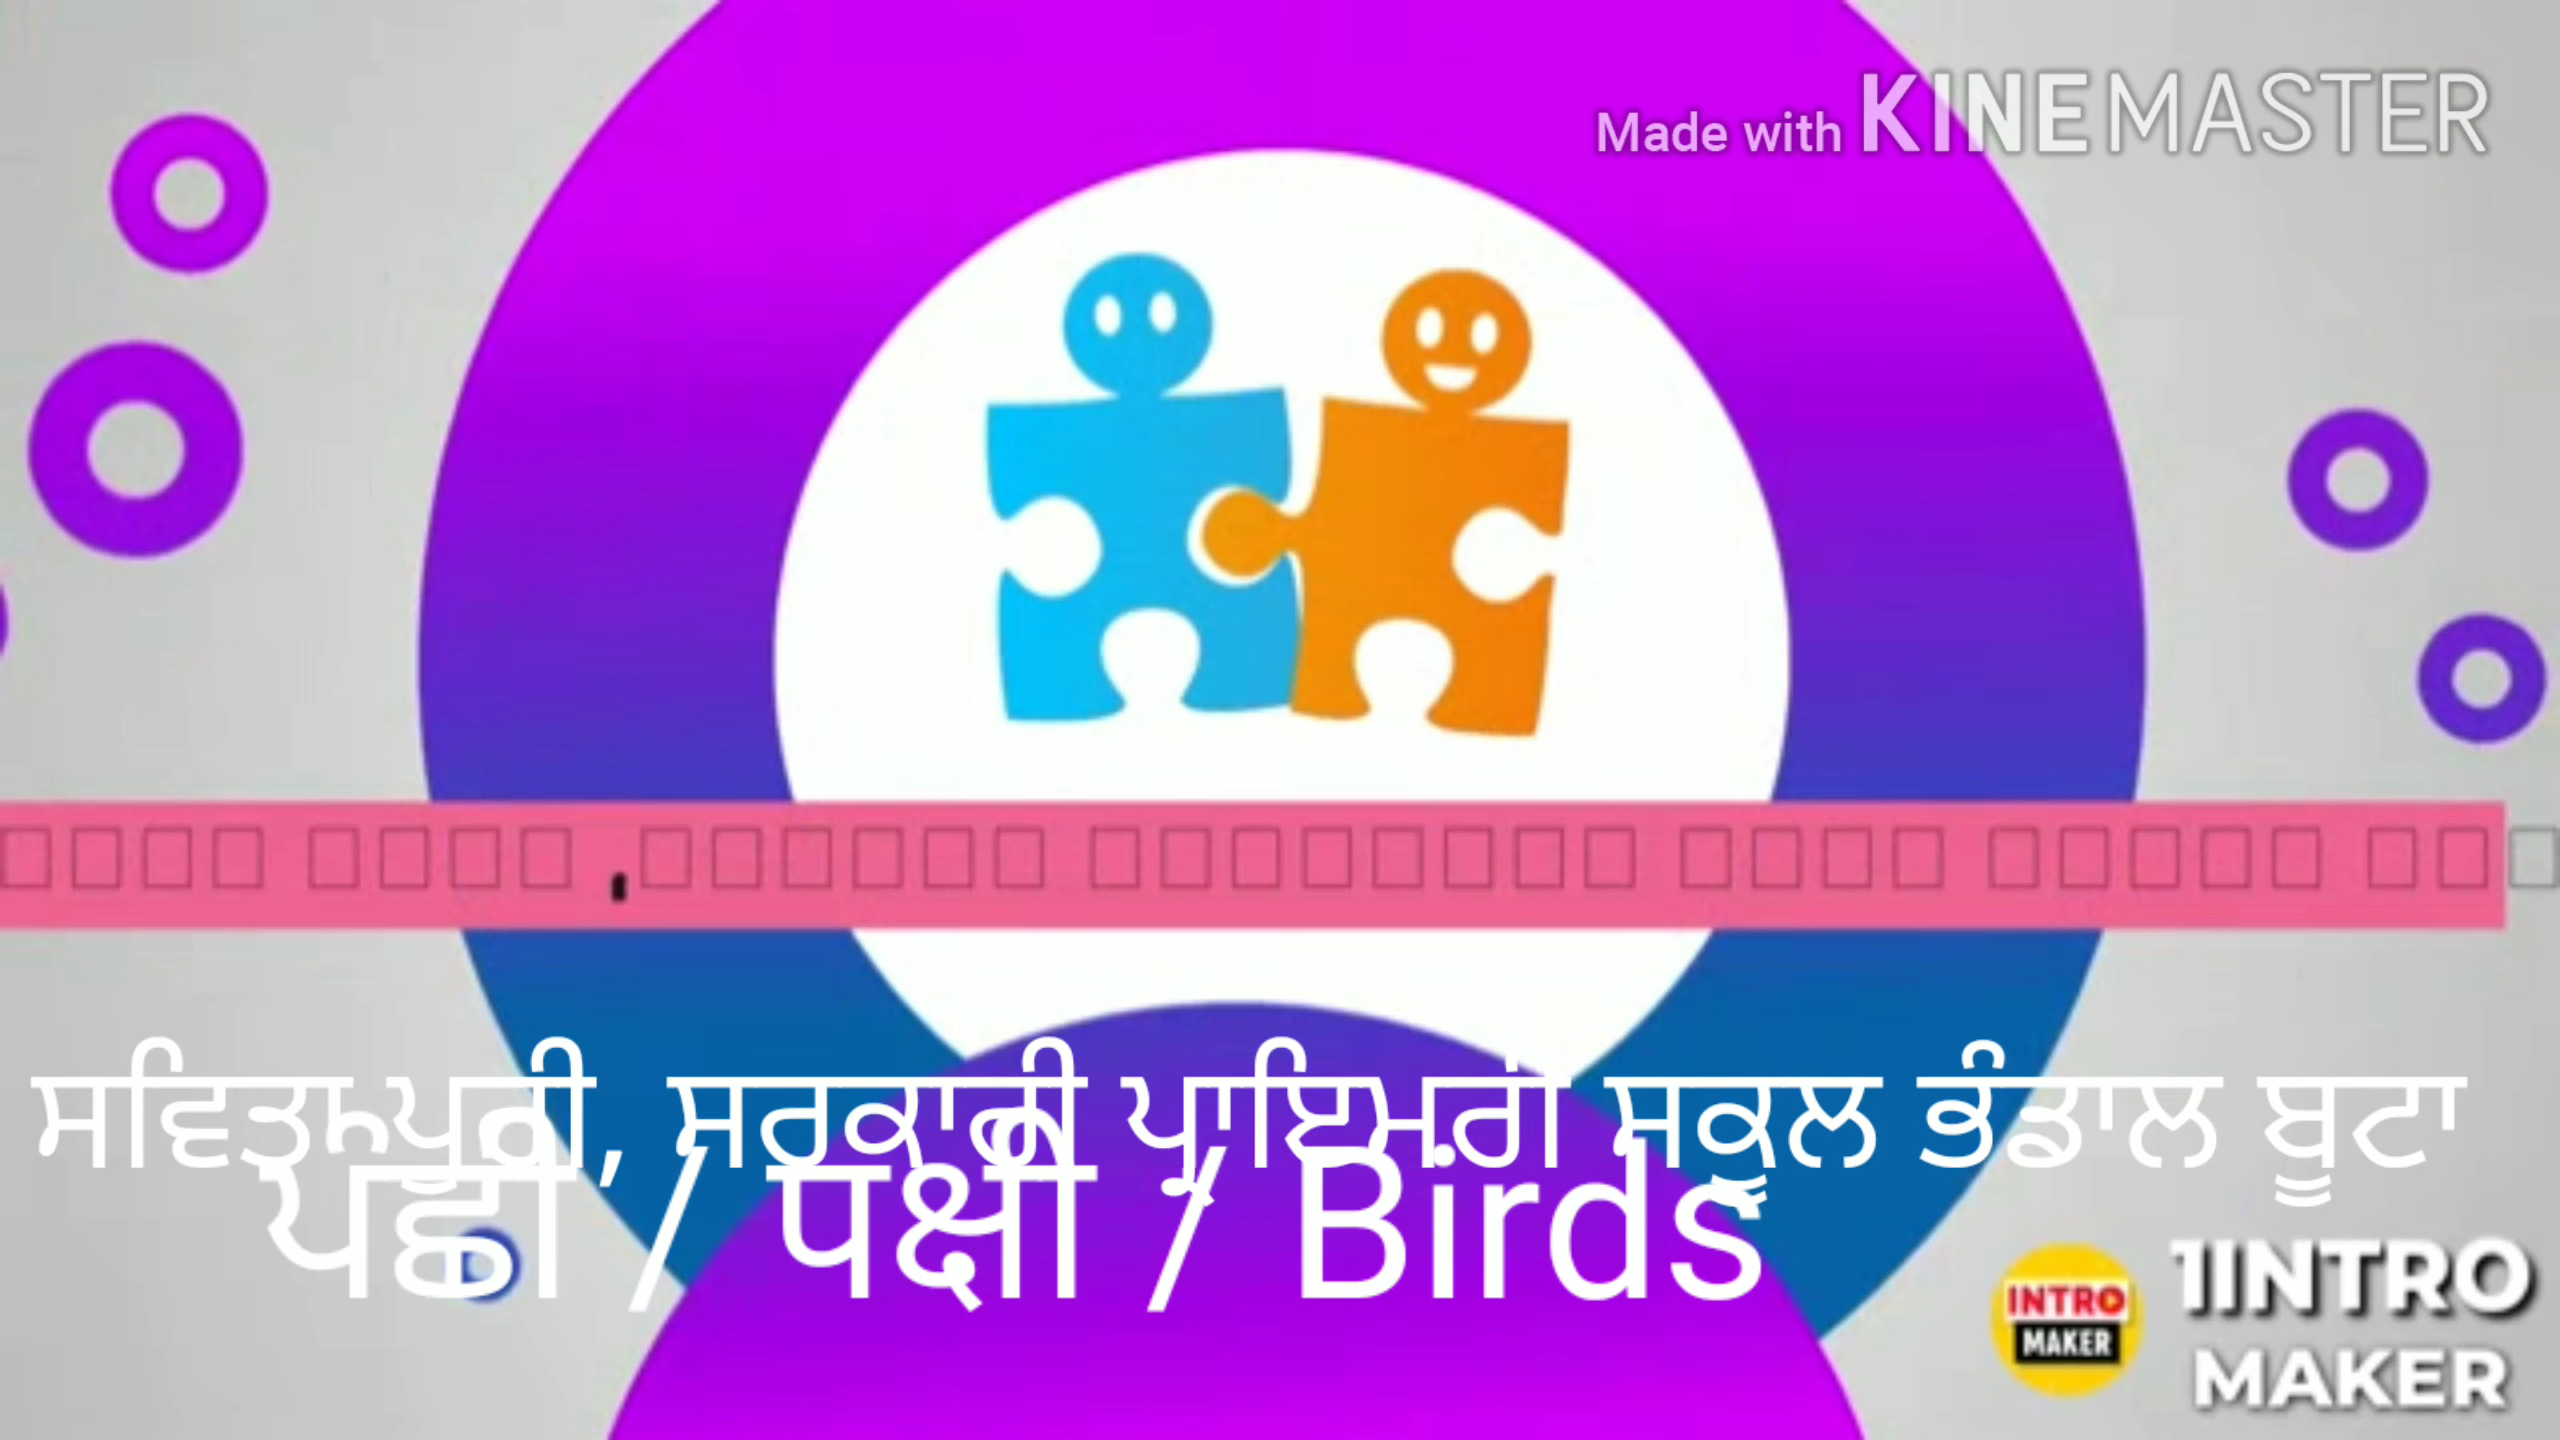 Made with KINEMASTER
ਸਵਿਤਾ ਪੁਰੀ, ਸਰਕਾਰੀ ਪ੍ਰਾਇਮਰੀ ਸਕੂਲ ਭੰਡਾਲ ਬੂਟਾ
ਪੰਛੀ / पक्षी / Birds
INTRO
MAKER
1INTRO
MAKER